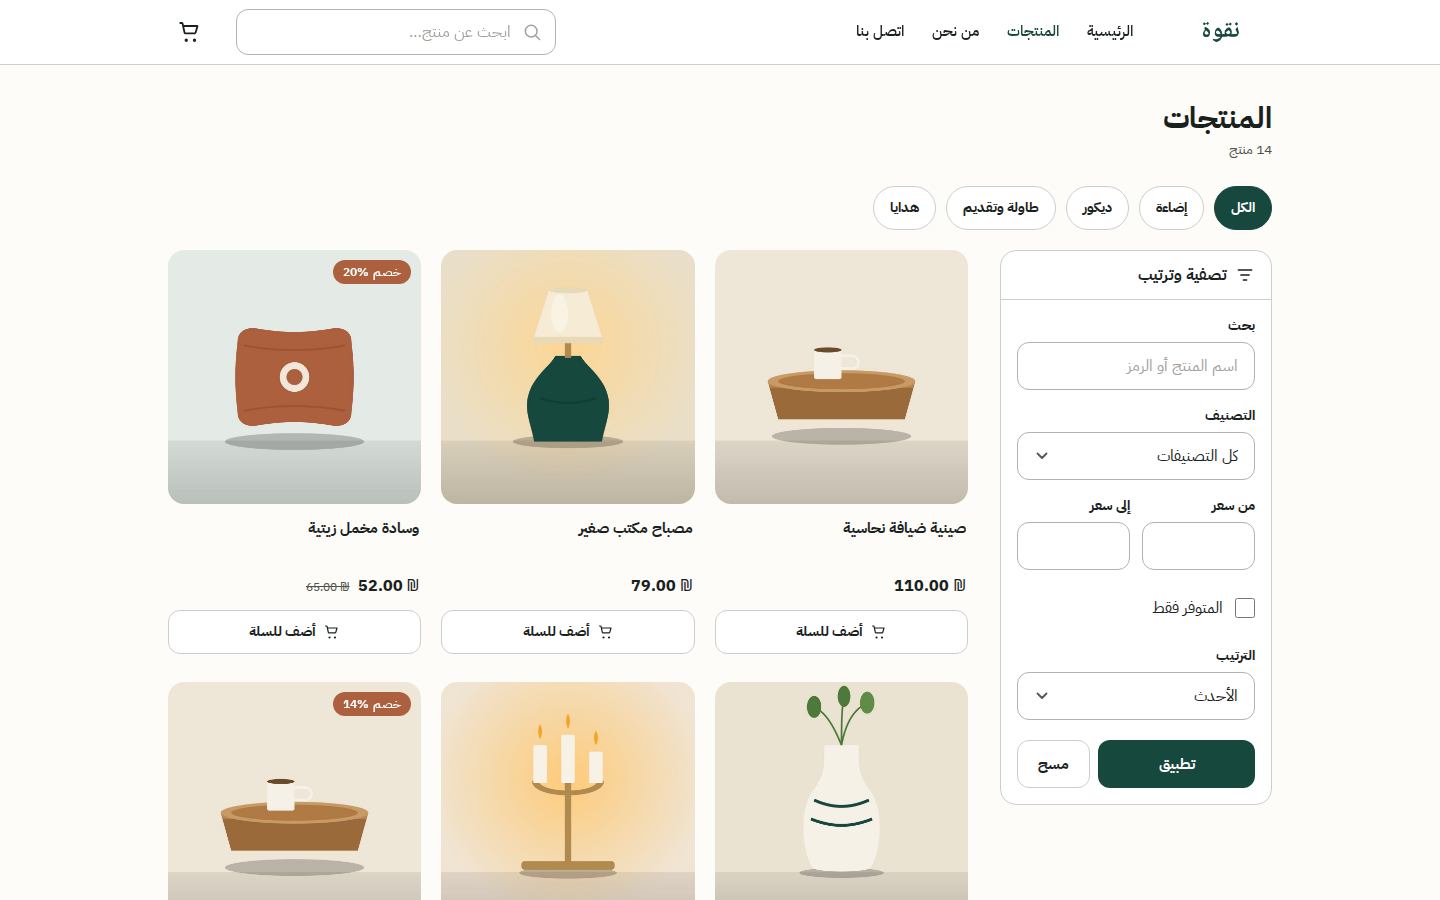 نقوة
الرئيسية
المنتجات
من نحن
اتصل بنا
ابحث عن منتج...
المنتجات
14 منتج
الكل
إضاءة
ديكور
طاولة وتقديم
هدايا
تصفية وترتيب
بحث
اسم المنتج أو الرمز
التصنيف
كل التصنيفات
من سعر
إلى سعر
المتوفر فقط
الترتيب
الأحدث
تطبيق
مسح
صينية ضيافة نحاسية
₪ 110.00
أضف للسلة
مصباح مكتب صغير
₪ 79.00
أضف للسلة
خصم 20%
وسادة مخمل زيتية
₪ 52.00 ₪ 65.00
أضف للسلة
خصم 14%